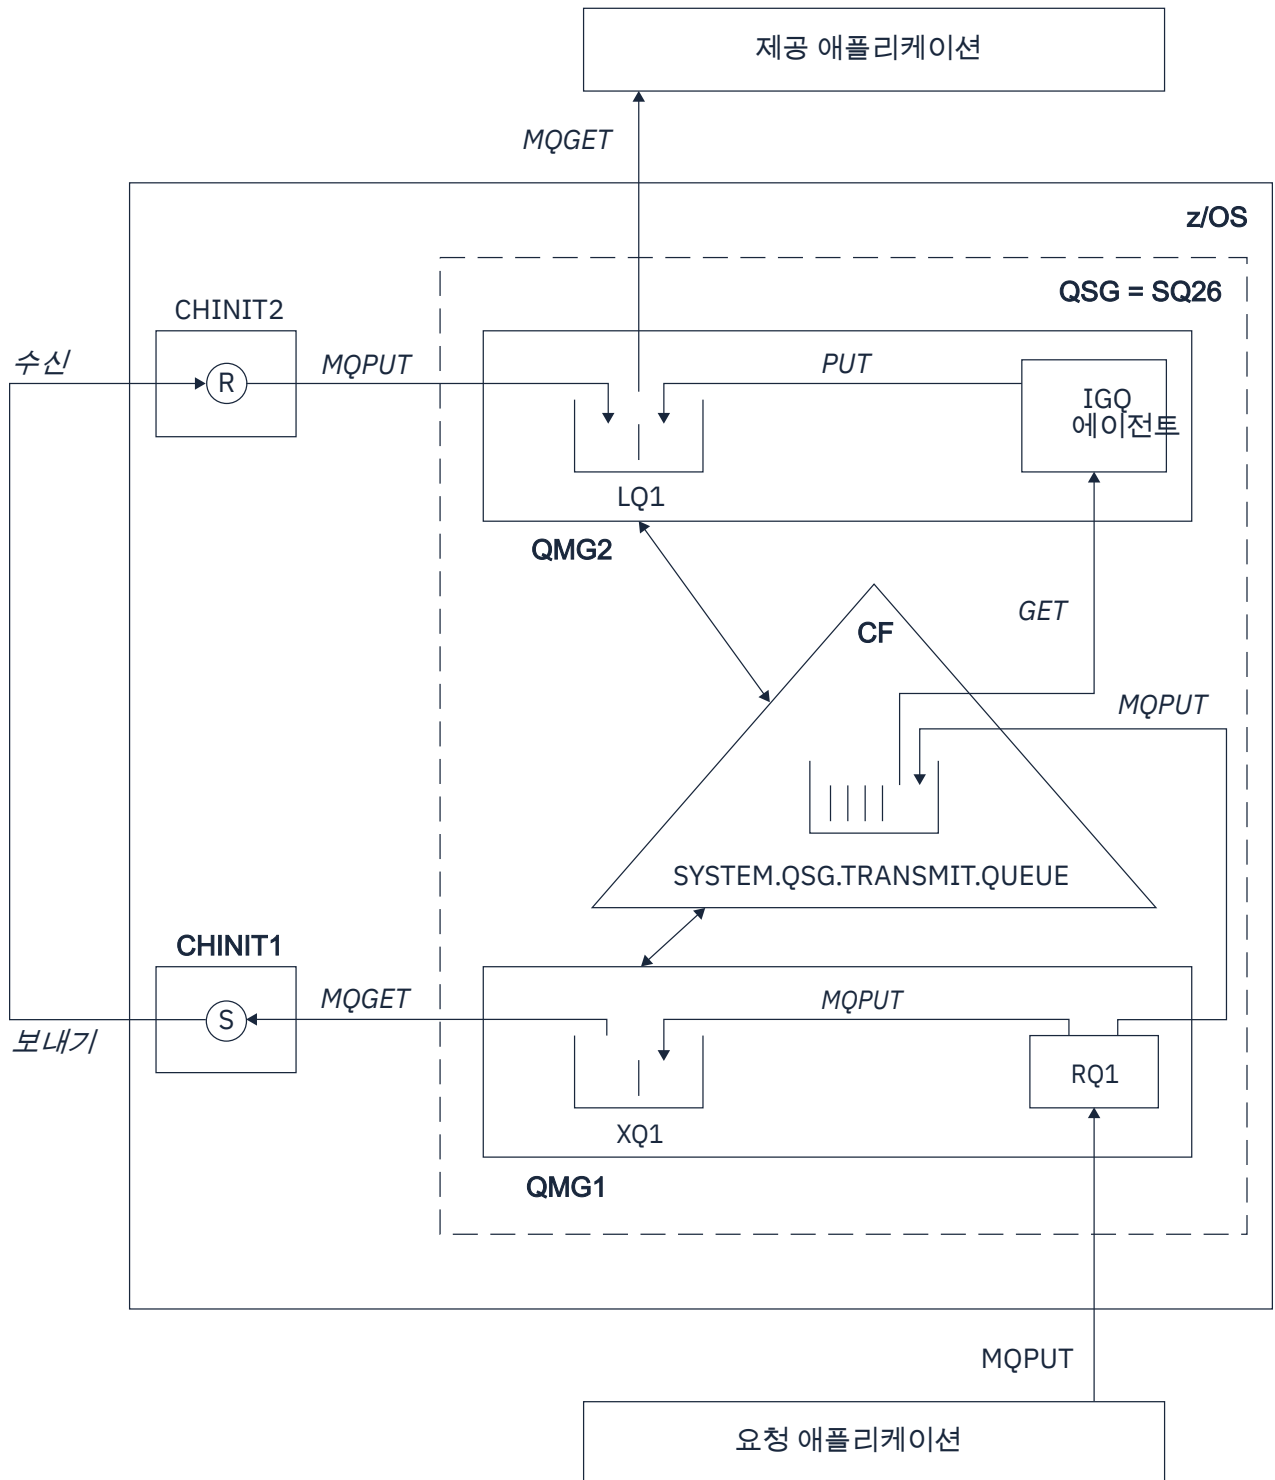 제공 애플리케이션
MQGET
z/OS
QSG = SQ26
CHINIT2
수신
R
MQPUT
PUT
IGQ
에이전트
LQ1
QMG2
GET
CF
MQPUT
SYSTEM.QSG.TRANSMIT.QUEUE
CHINIT1
보내기
S
MQGET
MQPUT
RQ1
XQ1
QMG1
MQPUT
요청 애플리케이션